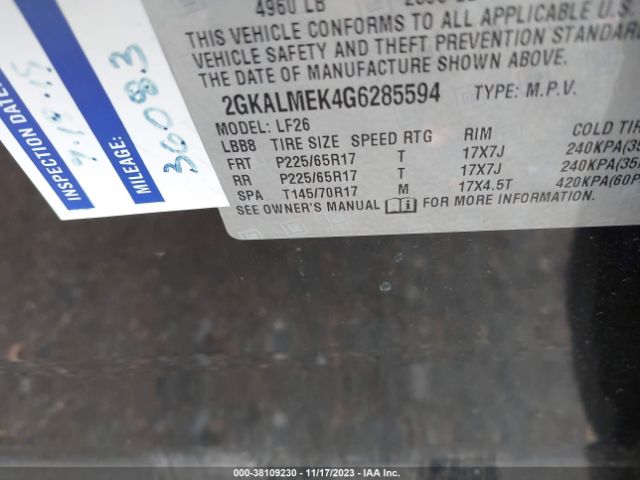 4960 LB
THIS VEHICLE CONFORMS TO ALL APPLICABLE U.S.
VEHICLE SAFETY AND THEFT PREVENTION STANDARD
THE DATE OF MANUFACTURE SHOWN ABOVE.
2GKALMEK4G6285594 TYPE: M.P.V.
MODEL: LF26
LBB8 TIRE SIZE SPEED RTG RIM COLD TI
FRT P225/65R17 T 17X7J 240KPA(35
RR P225/65R17 T 17X7J 240KPA(35
SPA T145/70R17 M 17X4.5T 420KPA(60P
SEE OWNER'S MANUAL FOR MORE INFORMATION
INSPECTION DATE:
MILEAGE:
36083
000-38109230 - 11/17/2023 - IAA Inc.